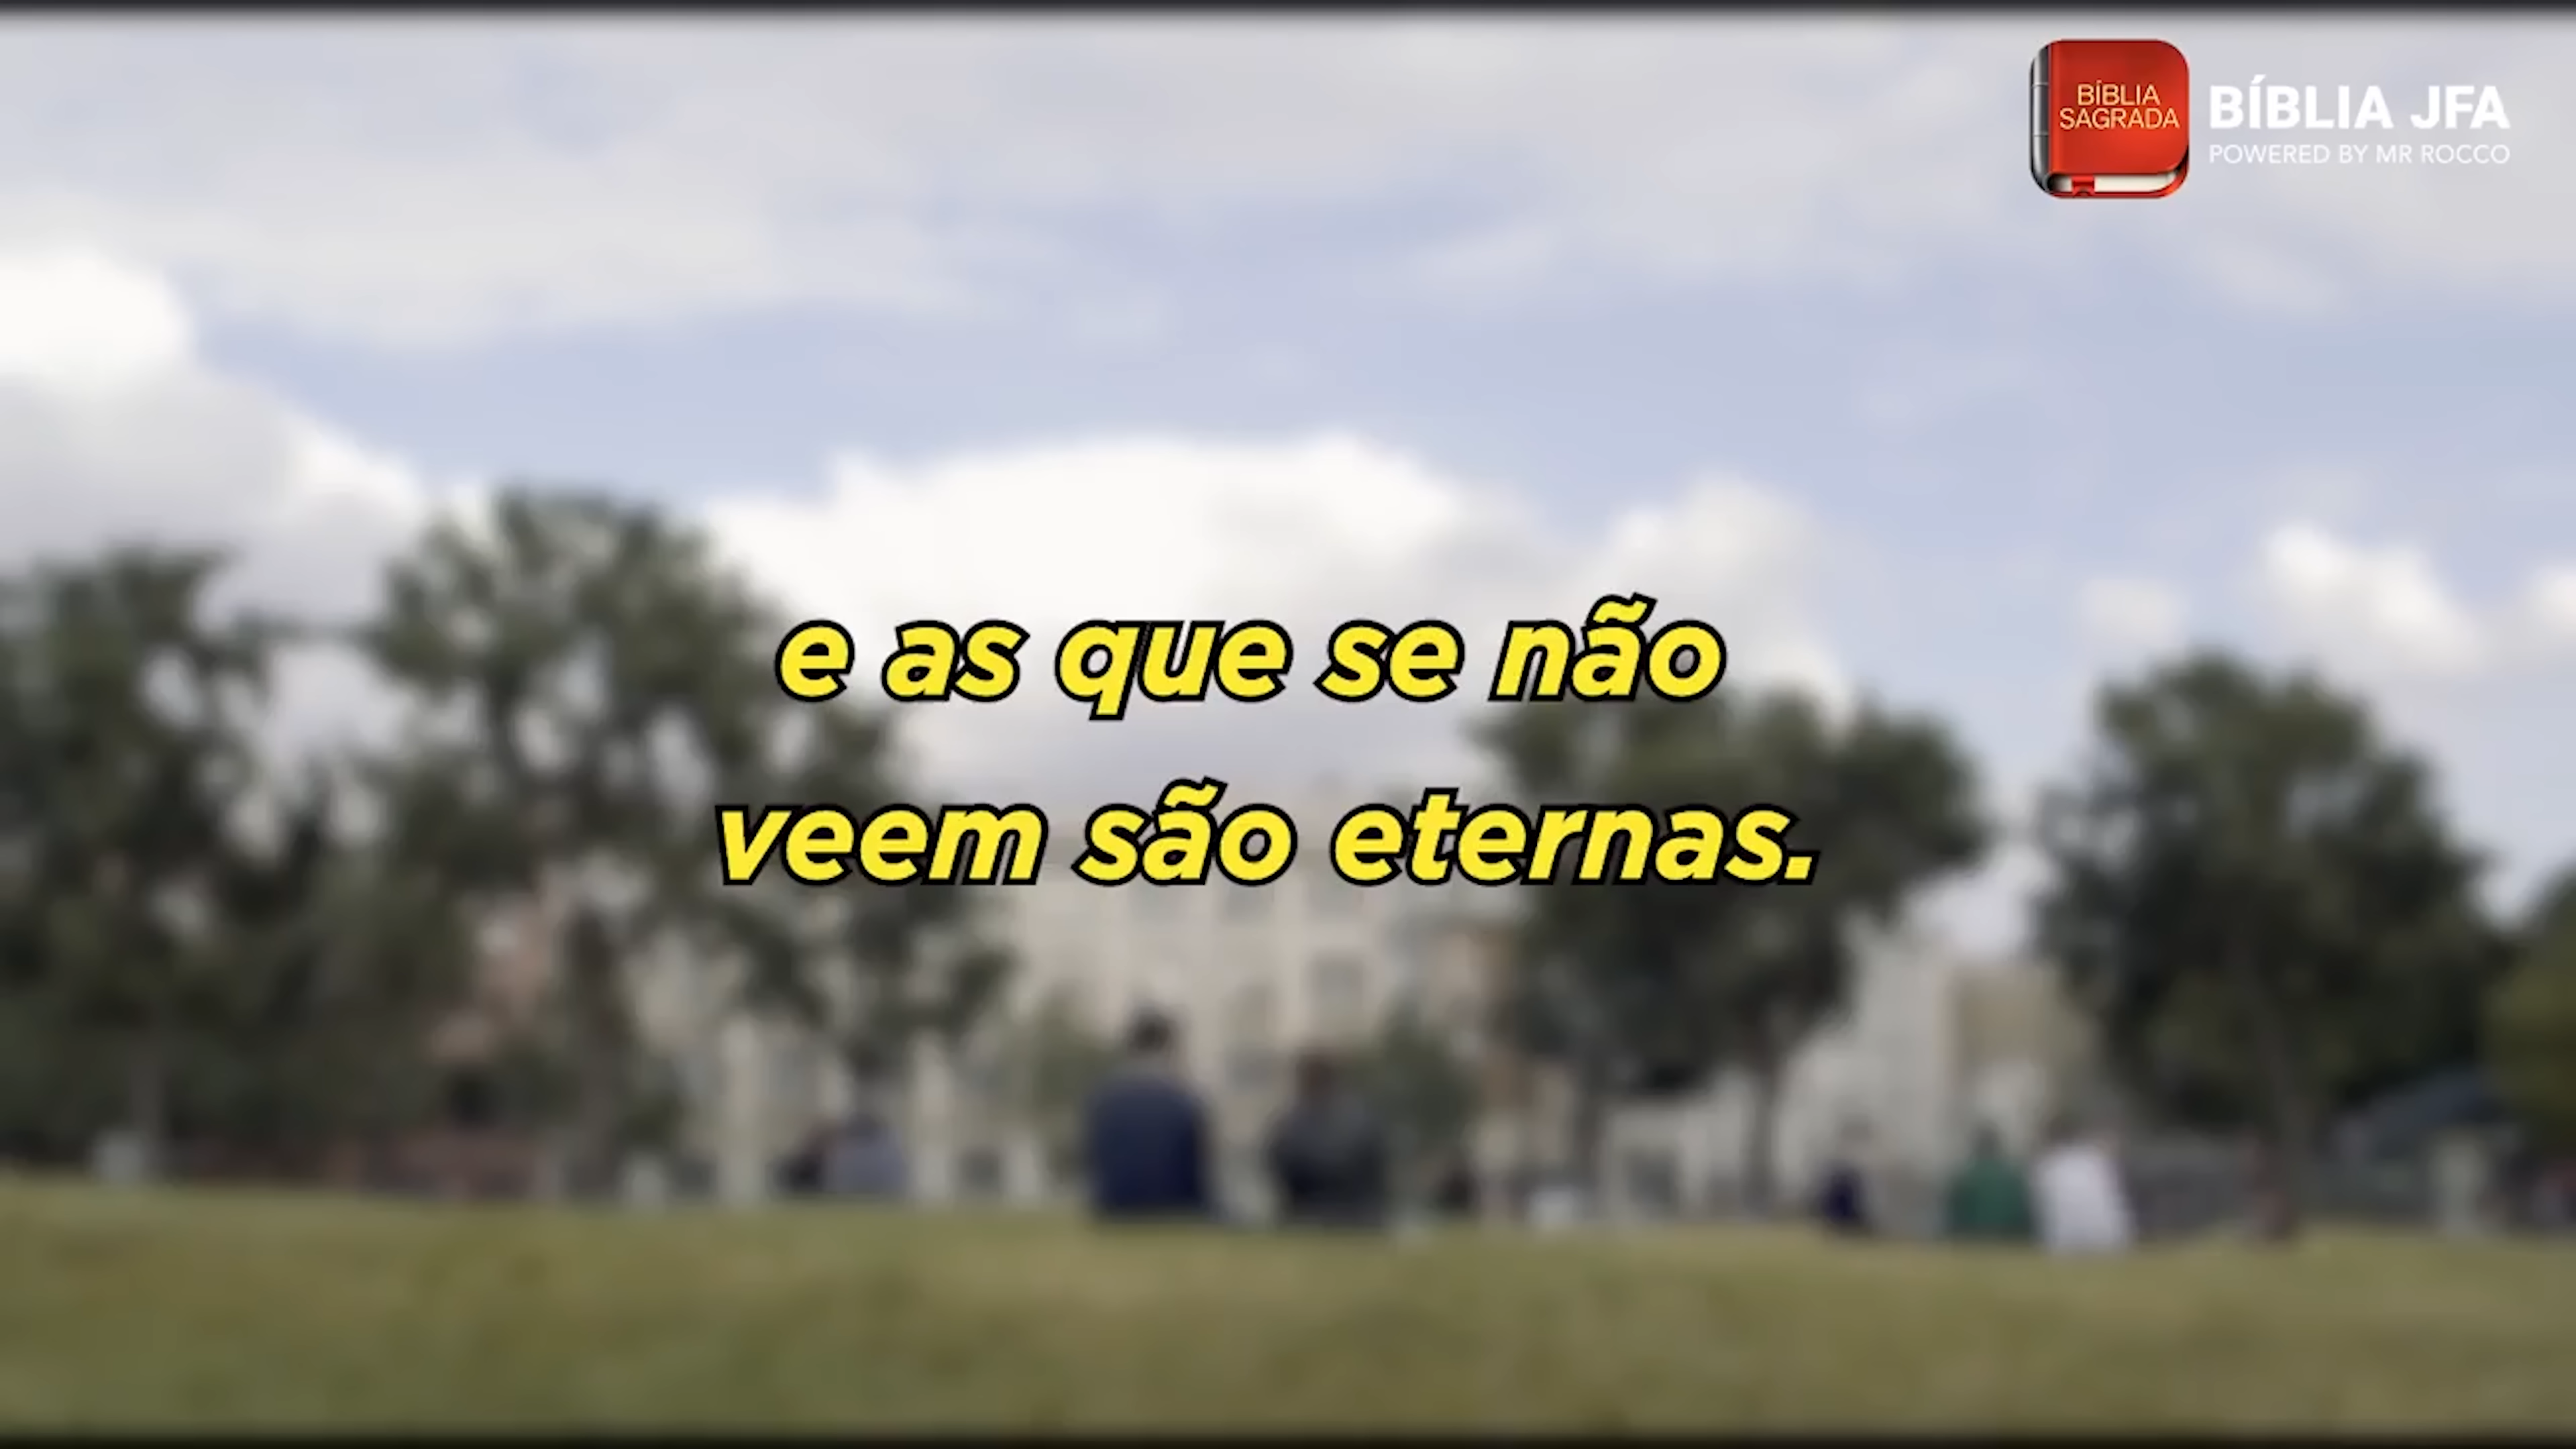 BÍBLIA
SAGRADA
BÍBLIA JFA
POWERED BY MR ROCCO
e as que se não
veem são eternas.